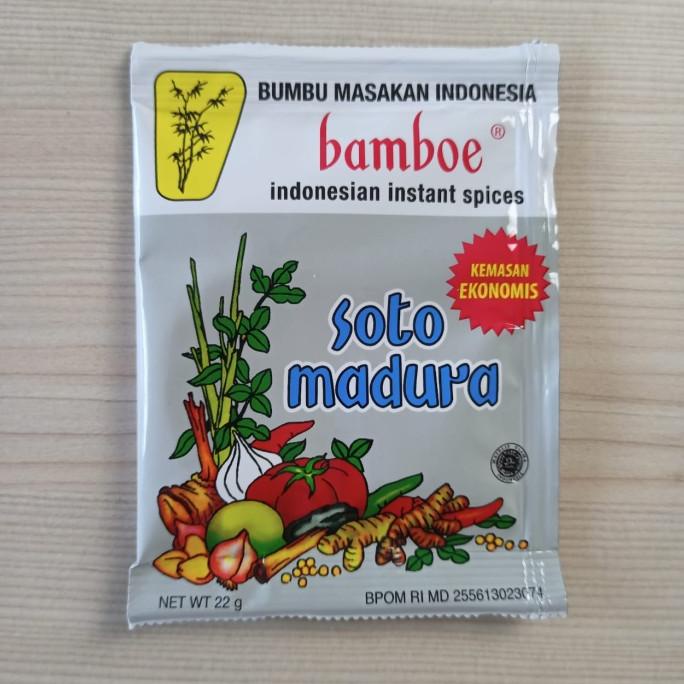 BUMBU MASAKAN INDONESIA
bamboe®
indonesian instant spices
KEMASAN
EKONOMIS
soto
madura
NET WT 22 g
BPOM RI MD 255613023074